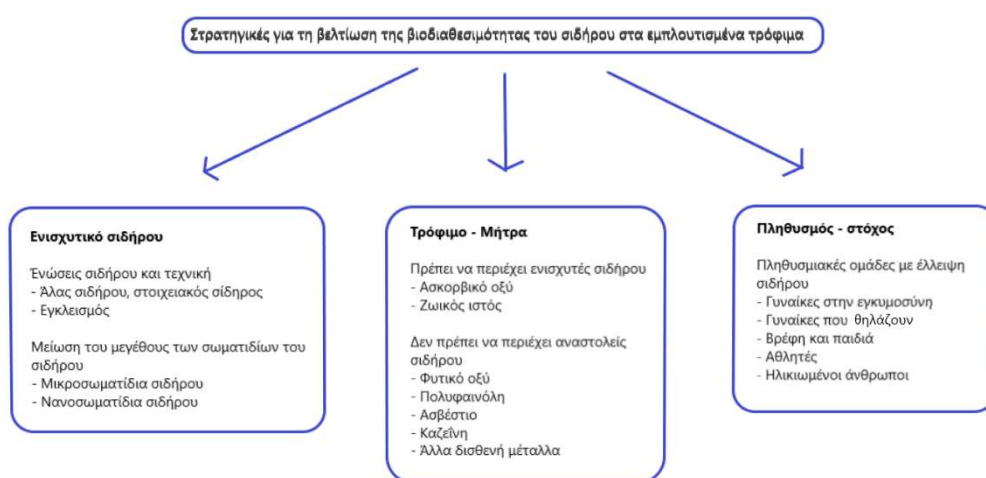 Στρατηγικές για τη βελτίωση της βιοδιαθεσιμότητας του σιδήρου στα εμπλουτισμένα τρόφιμα
Ενισχυτικό σιδήρου
Ένώσεις σιδήρου και τεχνική
- Άλας σιδήρου, στοιχειακός σίδηρος
- Εγκλεισμός
Μείωση του μεγέθους των σωματιδίων του
σιδήρου
- Μικροσωματίδια σιδήρου
- Νανοσωματίδια σιδήρου
Τρόφιμο - Μήτρα
Πρέπει να περιέχει ενισχυτές σιδήρου
- Ασκορβικό οξύ
- Ζωικός ιστός
Δεν πρέπει να περιέχει αναστολείς
σιδήρου
- Φυτικό οξύ
- Πολυφαινόλη
- Ασβέστιο
- Καζεΐνη
- Άλλα δισθενή μέταλλα
Πληθυσμός - στόχος
Πληθυσμιακές ομάδες με έλλειψη
σιδήρου
- Γυναίκες στην εγκυμοσύνη
- Γυναίκες που θηλάζουν
- Βρέφη και παιδιά
- Αθλητές
- Ηλικιωμένοι άνθρωποι